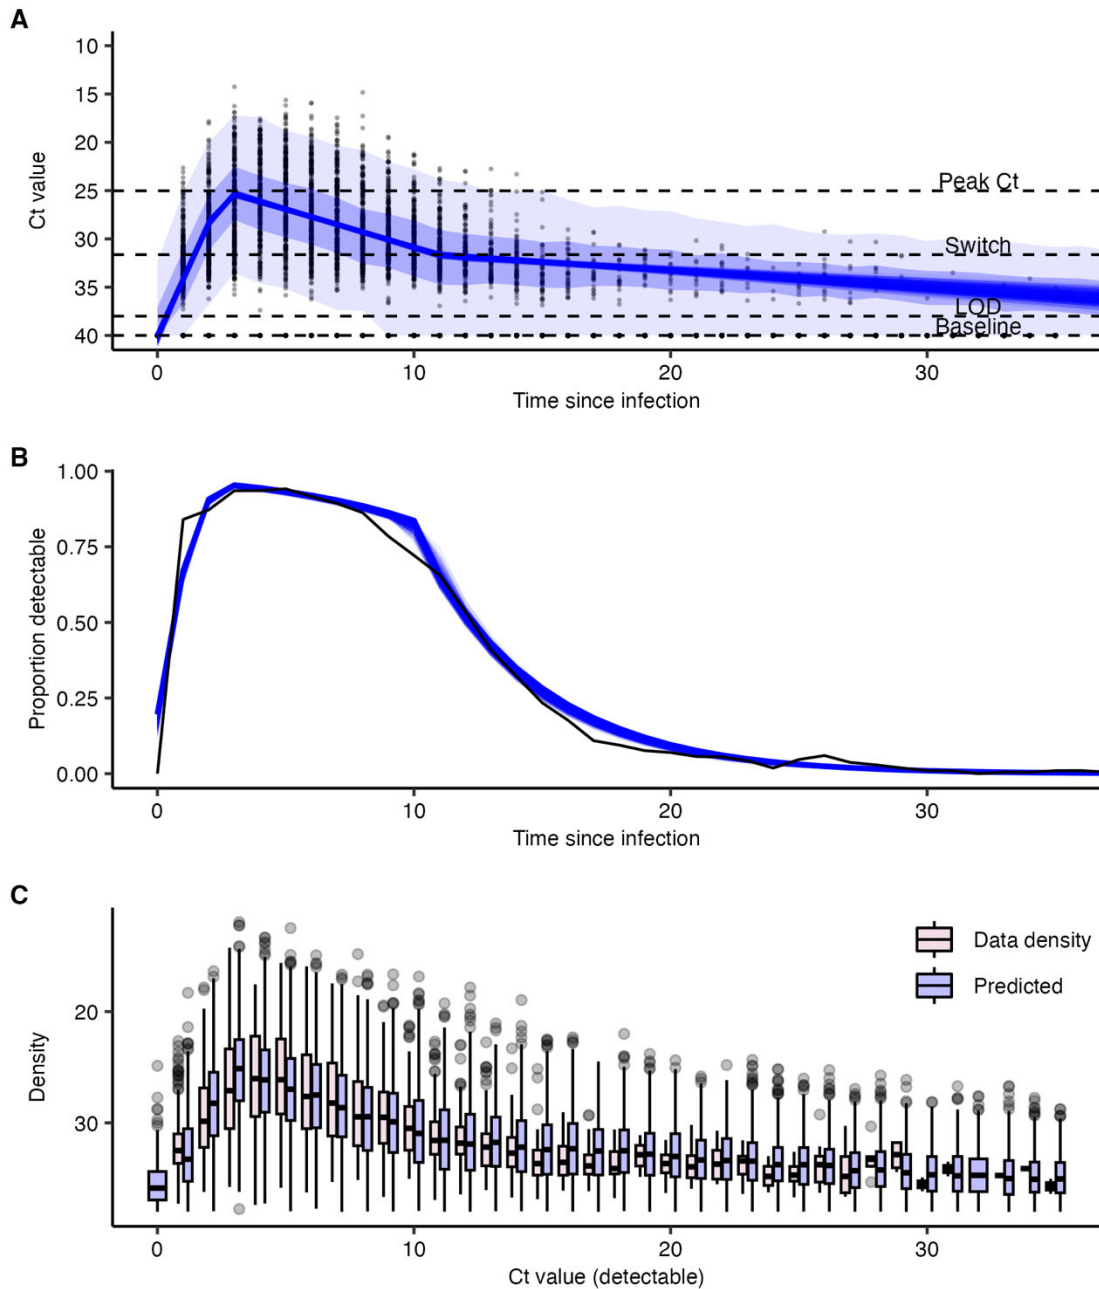 A
10
15
20
25
30
35
40
Ct value
Peak Ct
Switch
LOD
Baseline
0
10
20
30
Time since infection
B
1.00
0.75
0.50
0.25
0.00
Proportion detectable
0
10
20
30
Time since infection
C
20
30
Density
Data density
Predicted
0
10
20
30
Ct value (detectable)